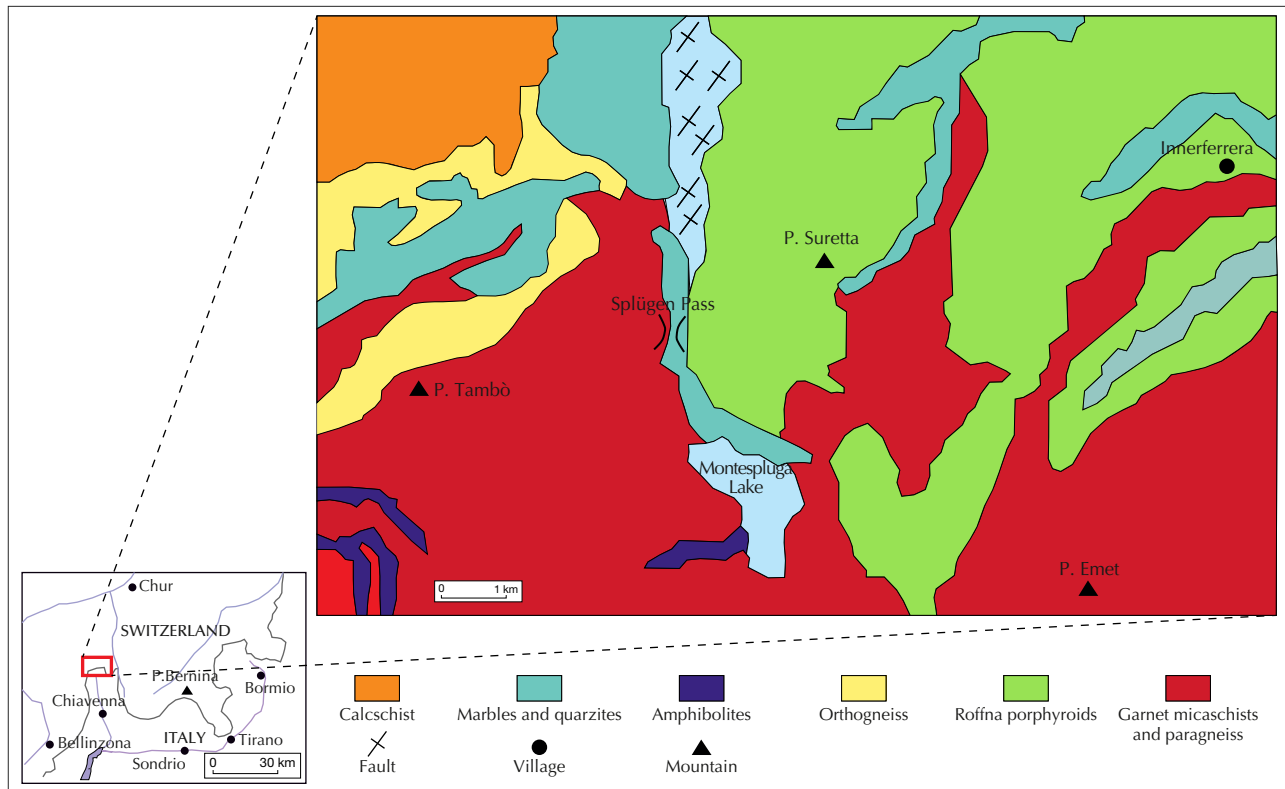 Innerferrera
P. Suretta
Splügen Pass
P. Tambò
Montespluga
Lake
P. Emet
0 1 km
Chur
SWITZERLAND
P.Bernina
Bormio
Chiavenna
Bellinzona
ITALY
Tirano
Sondrio
0 30 km
Calcschist
Marbles and quarzites
Amphibolites
Orthogneiss
Roffna porphyroids
Garnet micaschists
and paragneiss
Fault
Village
Mountain